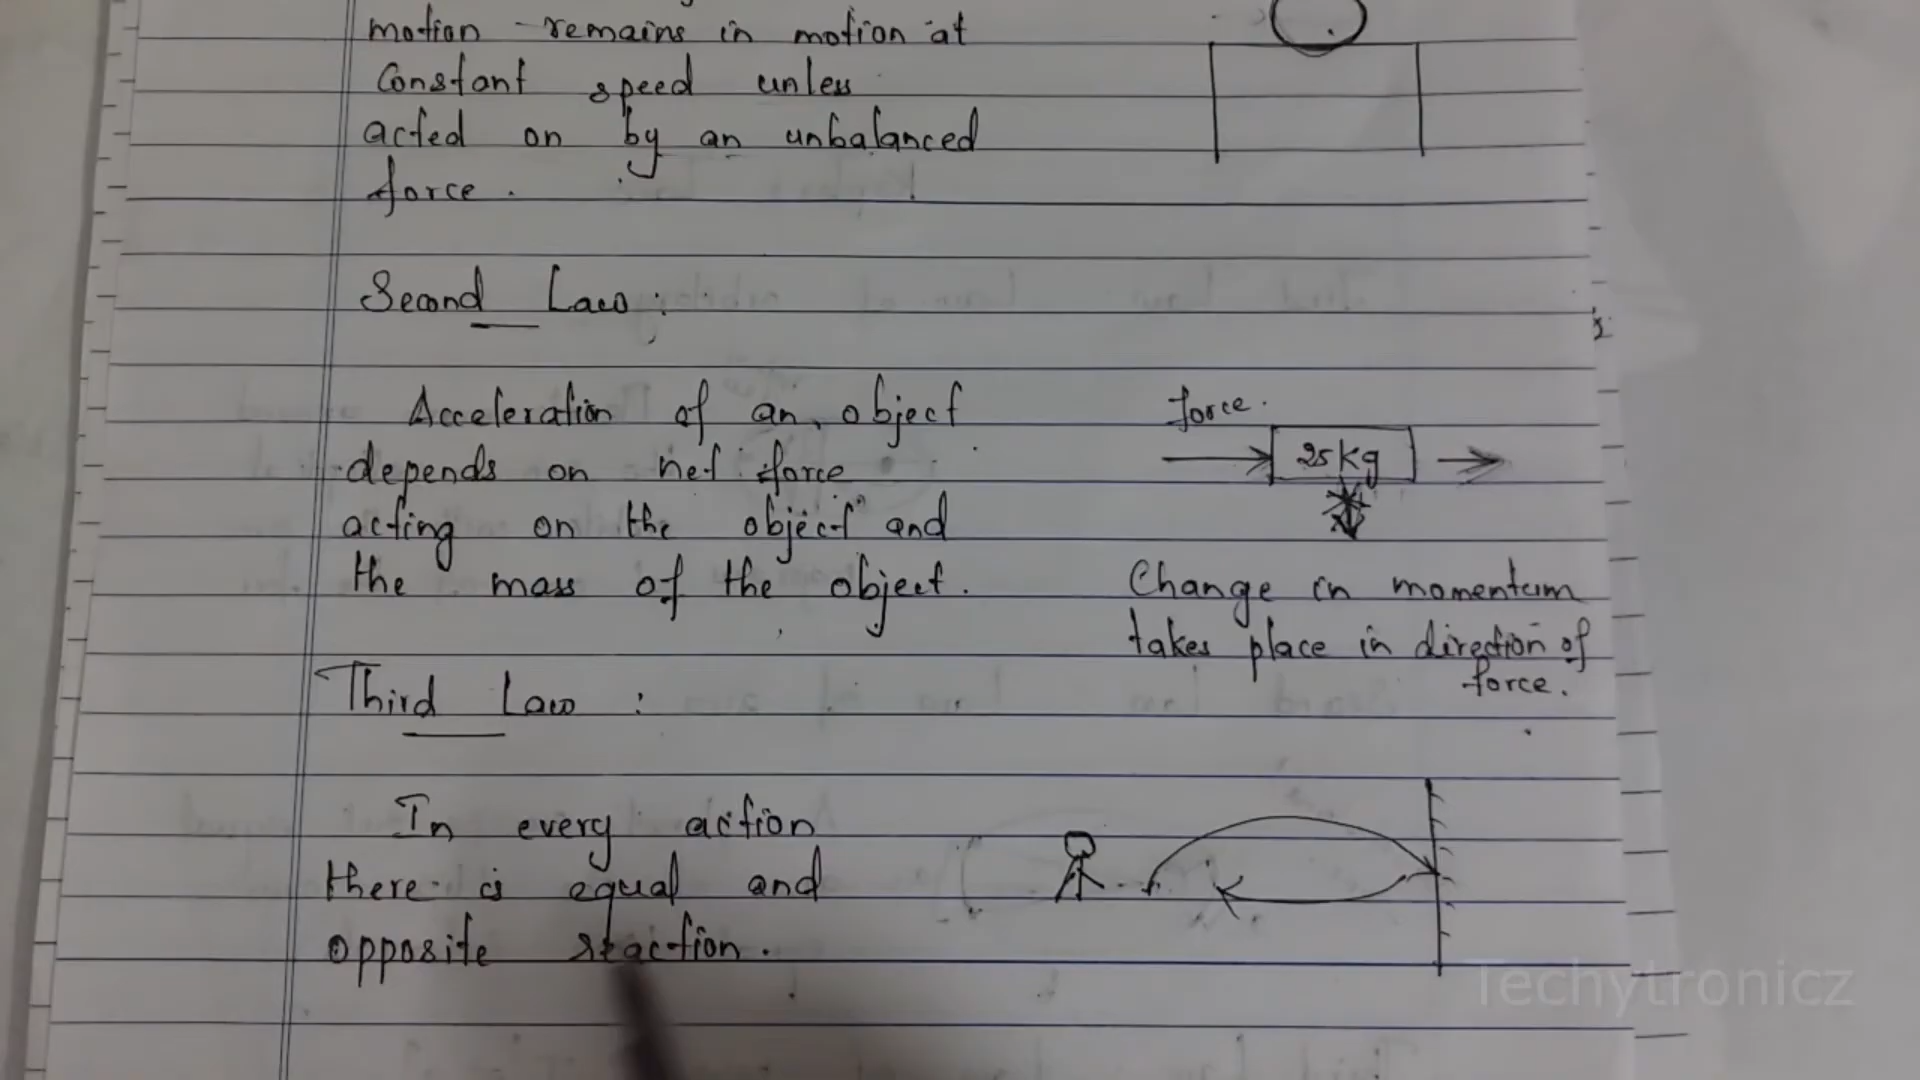 motion remains in motion at
constant speed unless
acted on by an unbalanced
force.
Second Law:
Acceleration of an object
depends on net force
acting on the object and
the mass of the object.
force.
25 kg
Change in momentum
takes place in direction of
force.
Third Law:
In every action
there is equal and
opposite reaction.
Techytronicz